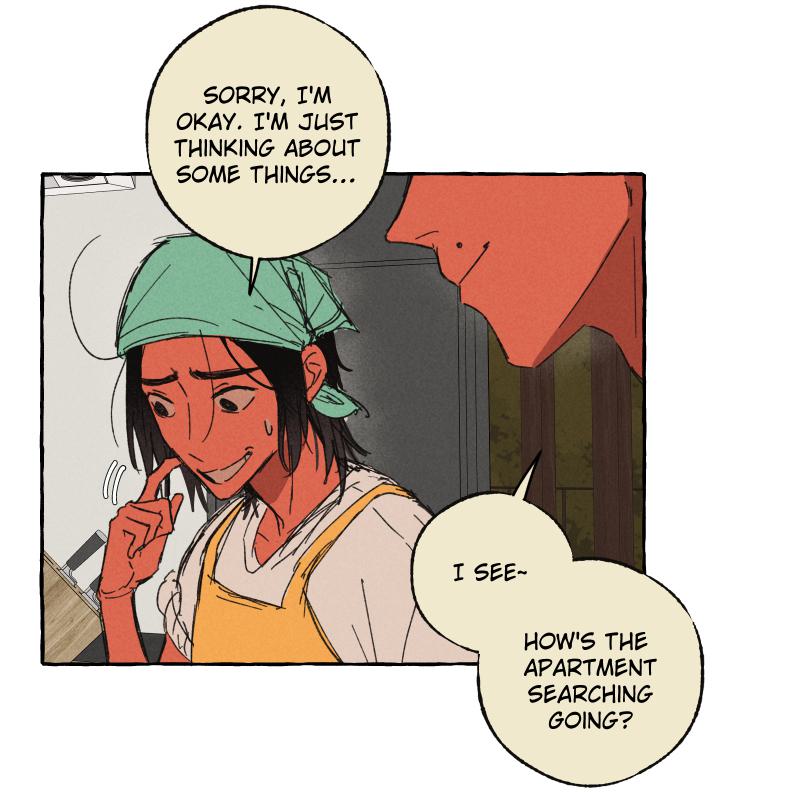 SORRY, I'M
OKAY. I'M JUST
THINKING ABOUT
SOME THINGS...
I SEE~
HOW'S THE
APARTMENT
SEARCHING
GOING?